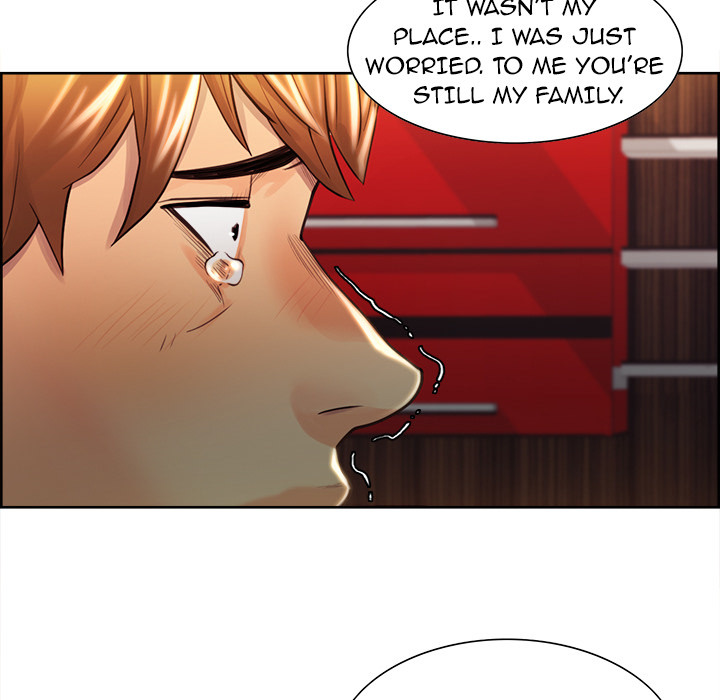 IT WASN'T MY
PLACE.. I WAS JUST
WORRIED. TO ME YOU'RE
STILL MY FAMILY.